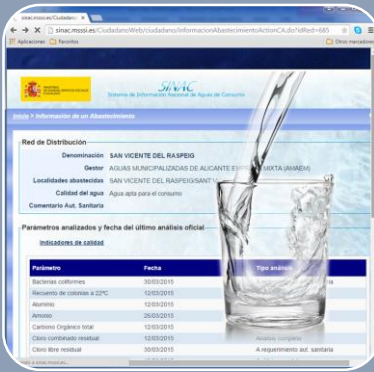 sinac.msssi.es/Ciudadano
sinac.msssi.es/CiudadanoWeb/ciudadano/informacionAbastecimientoActionCA.do?idRed=685
Aplicaciones Favoritos Otros marcadores
SINAC
Sistema de Información Nacional de Aguas de Consumo
Inicio > Información de un Abastecimiento
Red de Distribución
Denominación SAN VICENTE DEL RASPEIG
Gestor AGUAS MUNICIPALIZADAS DE ALICANTE MIXTA (AMAEM)
Localidades abastecidas SAN VICENTE DEL RASPEIG/SANT
Calidad del agua Agua apta para el consumo
Comentario Aut. Sanitaria
Parámetros analizados y fecha del último análisis oficial
Indicadores de calidad
Parámetro Fecha Tipo análisis
Bacterias coliformes 30/03/2015
Recuento de colonias a 22ºC 12/03/2015
Aluminio 12/03/2015
Amonio 26/03/2015
Carbono Orgánico total 12/03/2015
Cloro combinado residual 12/03/2015 Análisis completo
Cloro libre residual 30/03/2015 A requerimiento aut. sanitaria